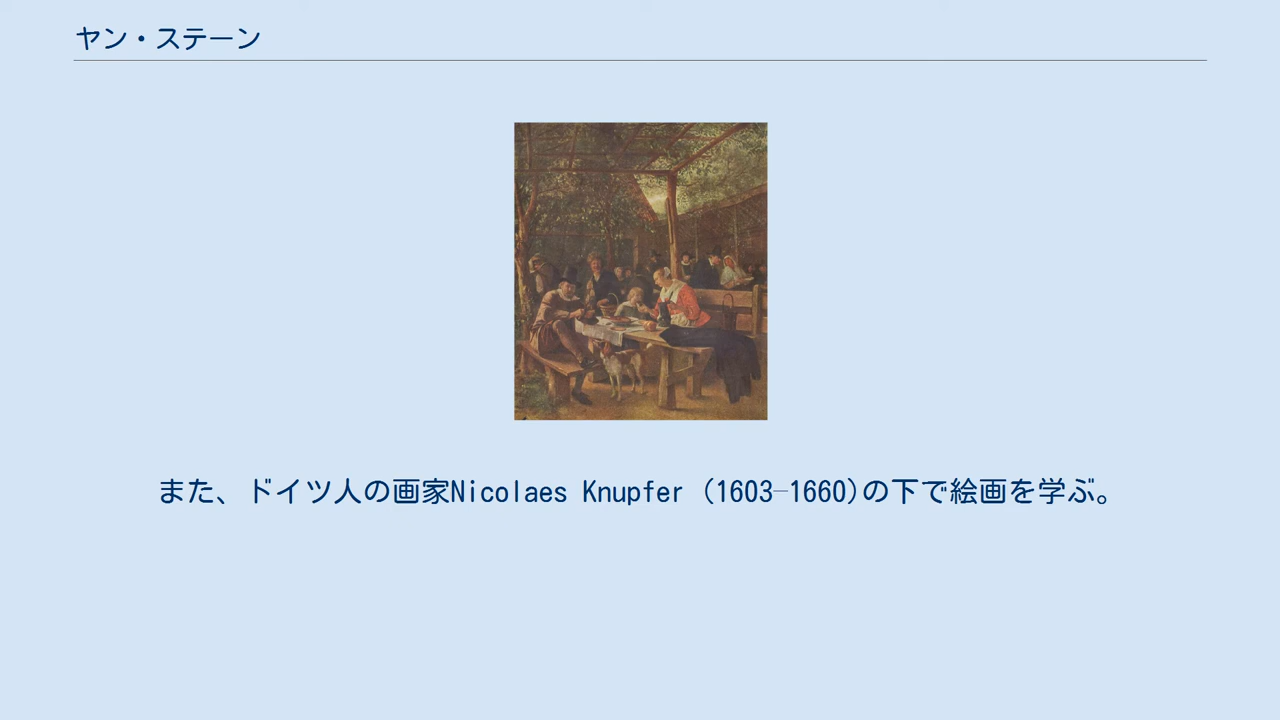 ヤン・ステーン
また、ドイツ人の画家Nicolaes Knupfer (1603–1660)の下で絵画を学ぶ。